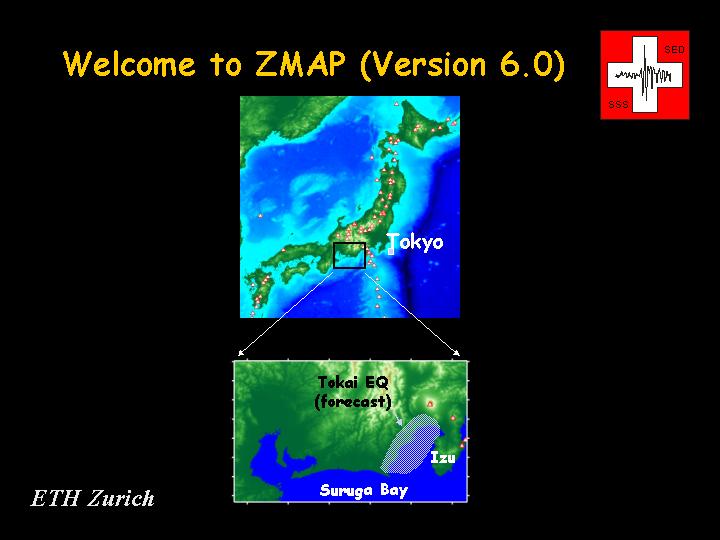 Welcome to ZMAP (Version 6.0)
SED
SSS
Tokyo
Tokai EQ
(forecast)
Izu
Suruga Bay
ETH Zurich